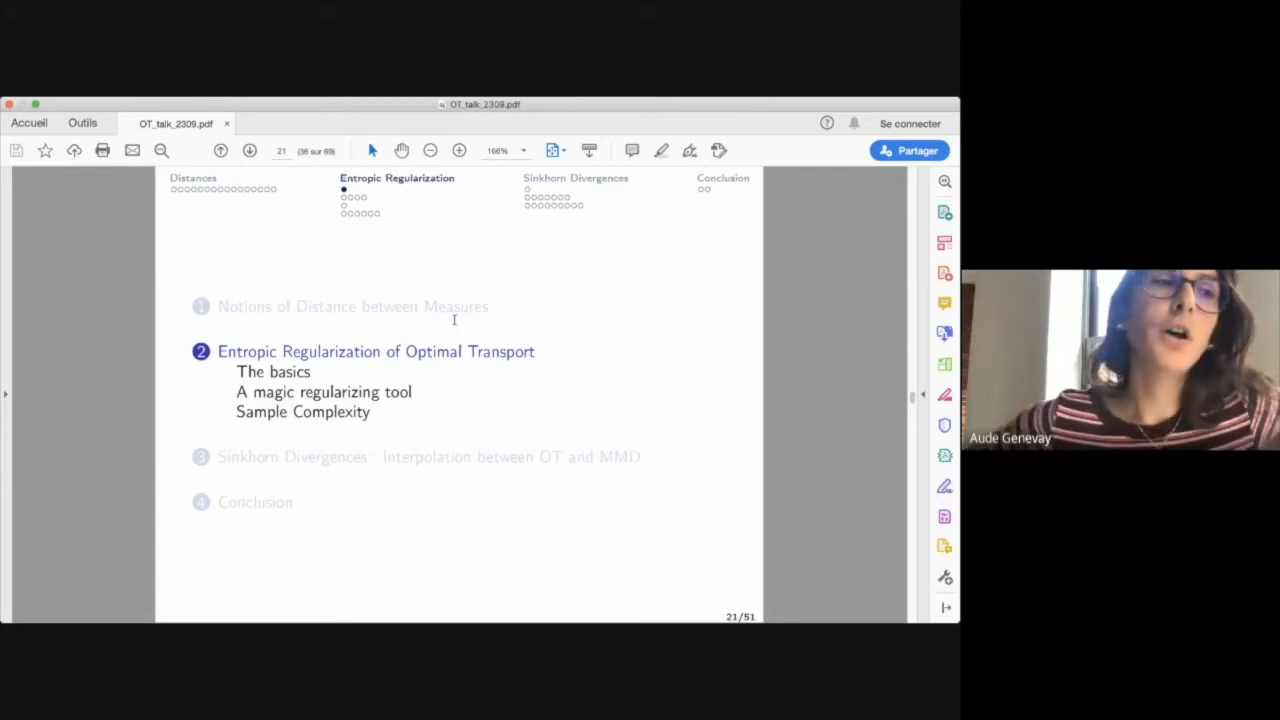 OT_talk_2309.pdf
Accueil Outils OT_talk_2309.pdf × Se connecter
21 (36 sur 69) 166% Partager
Distances Entropic Regularization Sinkhorn Divergences Conclusion
1 Notions of Distance between Measures
2 Entropic Regularization of Optimal Transport
The basics
A magic regularizing tool
Sample Complexity
3 Sinkhorn Divergences : Interpolation between OT and MMD
4 Conclusion
21/51
Aude Genevay